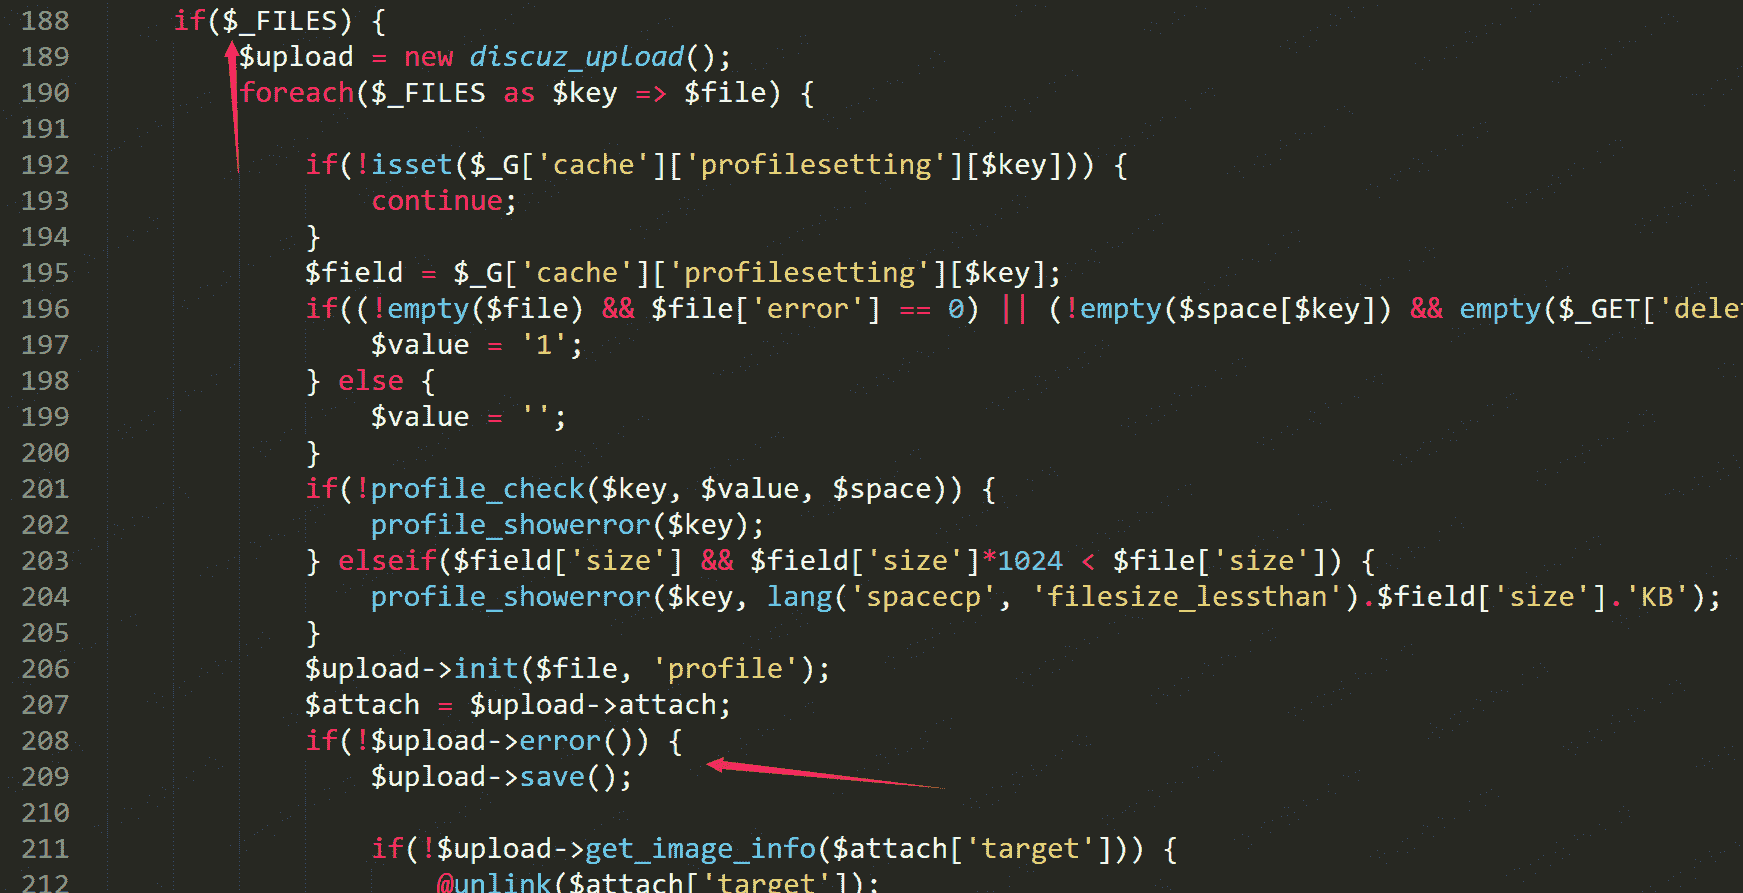 188 if($_FILES) {
189 $upload = new discuz_upload();
190 foreach($_FILES as $key => $file) {
191
192 if(!isset($_G['cache']['profilesetting'][$key])) {
193 continue;
194 }
195 $field = $_G['cache']['profilesetting'][$key];
196 if((!empty($file) && $file['error'] == 0) || (!empty($space[$key]) && empty($_GET['delet
197 $value = '1';
198 } else {
199 $value = '';
200 }
201 if(!profile_check($key, $value, $space)) {
202 profile_showerror($key);
203 } elseif($field['size'] && $field['size']*1024 < $file['size']) {
204 profile_showerror($key, lang('spacecp', 'filesize_lessthan').$field['size'].'KB');
205 }
206 $upload->init($file, 'profile');
207 $attach = $upload->attach;
208 if(!$upload->error()) {
209 $upload->save();
210
211 if(!$upload->get_image_info($attach['target'])) {
212 @unlink($attach['target']);